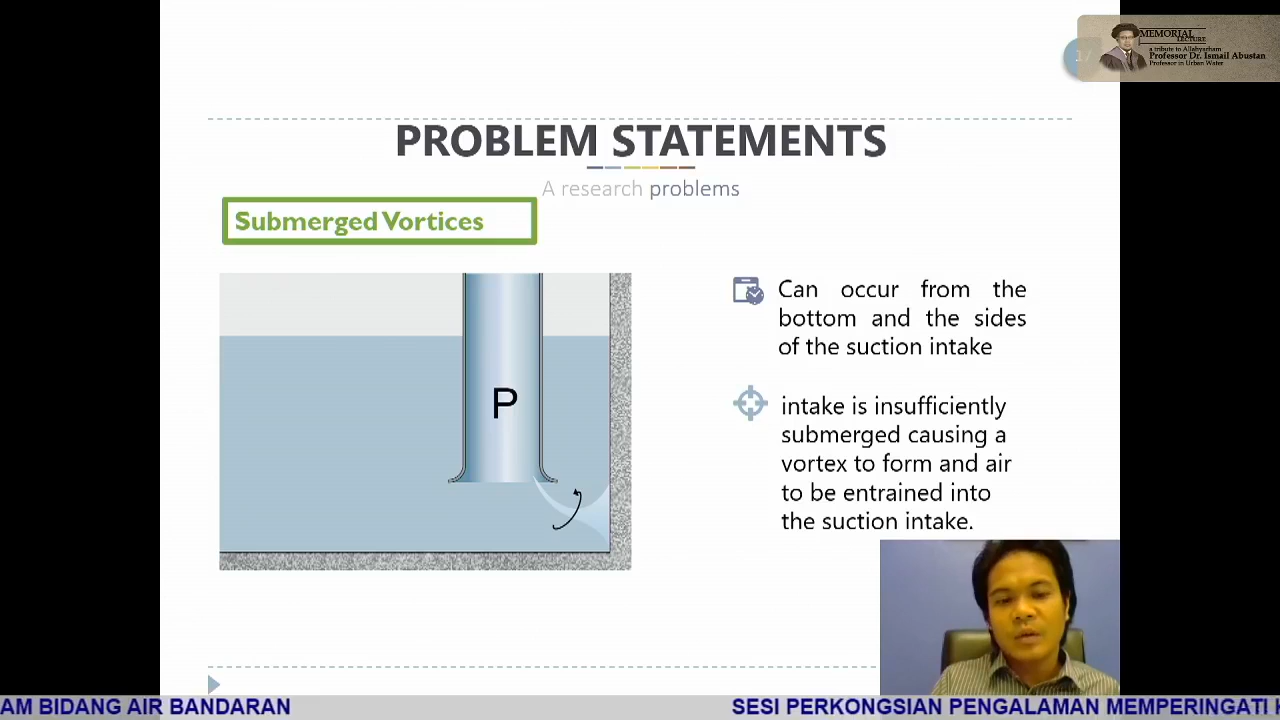 MEMORIAL
LECTURE
a tribute to Allahyarham
Professor Dr. Ismail Abustan
Professor in Urban Water
PROBLEM STATEMENTS
A research problems
Submerged Vortices
P
Can occur from the
bottom and the sides
of the suction intake
intake is insufficiently
submerged causing a
vortex to form and air
to be entrained into
the suction intake.
AM BIDANG AIR BANDARAN SESI PERKONGSIAN PENGALAMAN MEMPERINGATI